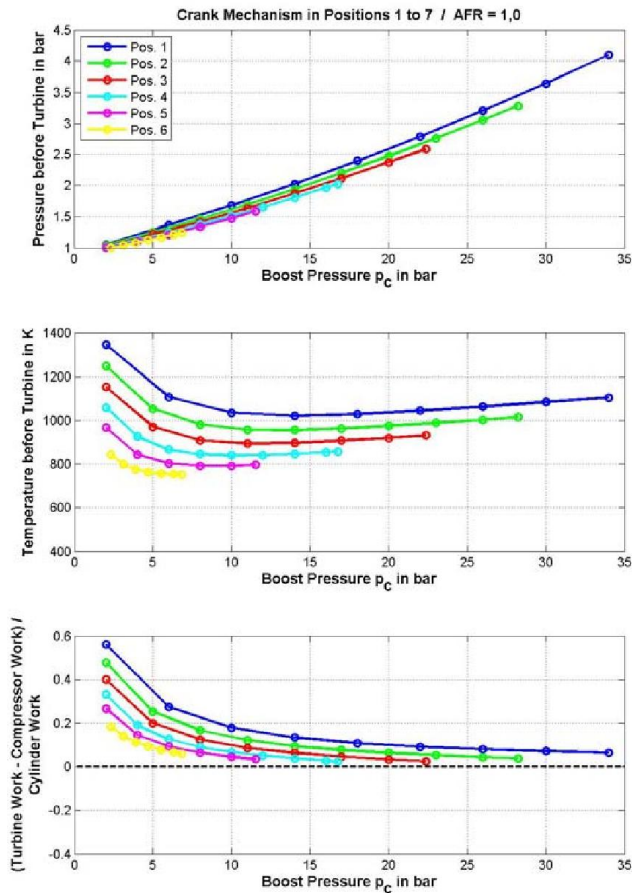 Crank Mechanism in Positions 1 to 7 / AFR = 1,0
Pressure before Turbine in bar
4.5
4
3.5
3
2.5
2
1.5
1
Pos. 1
Pos. 2
Pos. 3
Pos. 4
Pos. 5
Pos. 6
0 5 10 15 20 25 30 35
Boost Pressure pC in bar
Temperature before Turbine in K
1400
1200
1000
800
600
400
0 5 10 15 20 25 30 35
Boost Pressure pC in bar
(Turbine Work - Compressor Work) /
Cylinder Work
0.6
0.4
0.2
0
-0.2
-0.4
0 5 10 15 20 25 30 35
Boost Pressure pC in bar